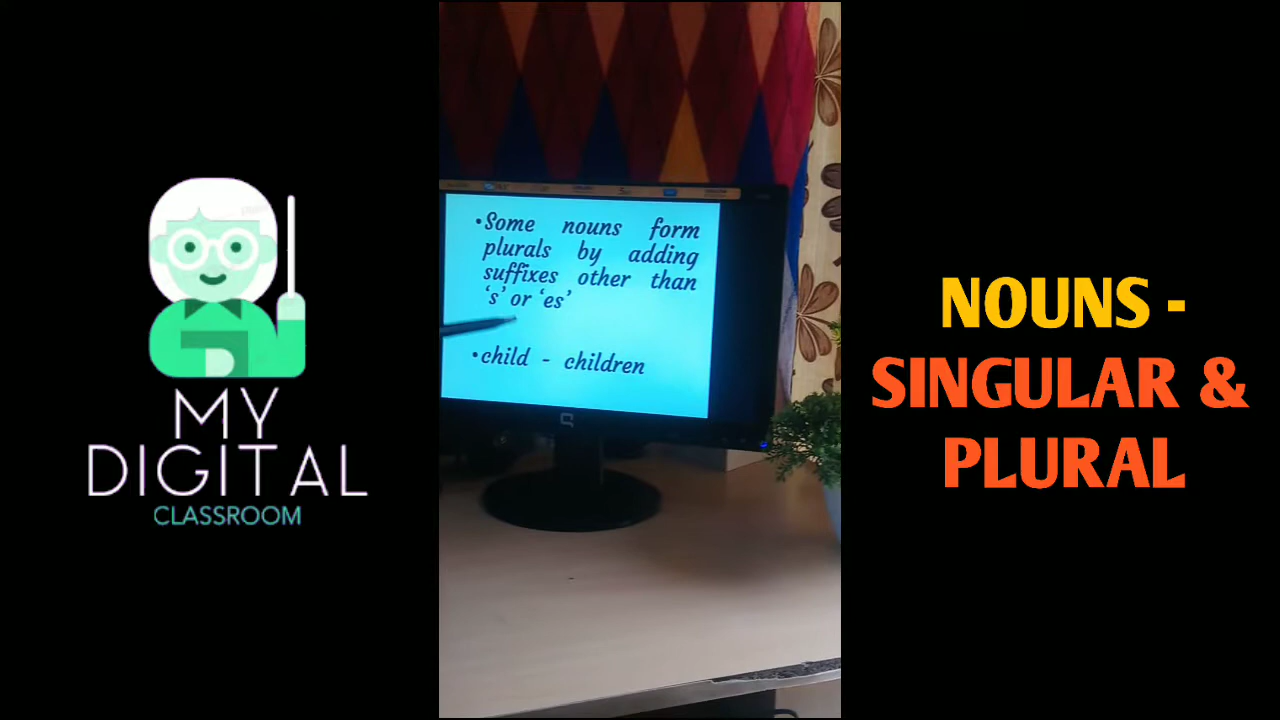 MY
DIGITAL
CLASSROOM
•Some nouns form
plurals by adding
suffixes other than
‘s’ or ‘es’
•child - children
NOUNS -
SINGULAR &
PLURAL